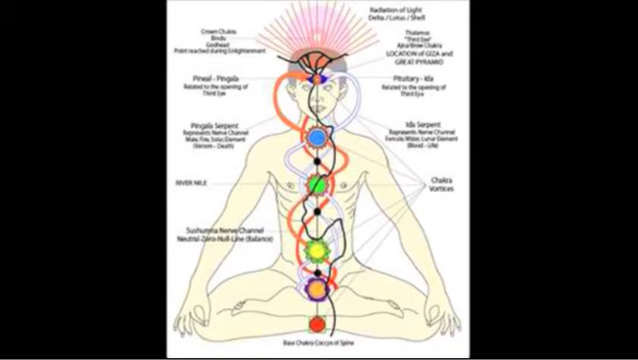 Radiation of Light
Delta / Lotus / Shell
Crown Chakra
Bindu
Godhead
Point reached during Enlightenment
Thalamus
"Third Eye"
Ajna/Brow Chakra
LOCATION of GIZA and
GREAT PYRAMID
Pineal - Pingala
Related to the opening of
Third Eye
Pituitary - Ida
Related to the opening of
Third Eye
Pingala Serpent
Represents Nerve Channel
Male, Fire, Solar, Element
(Venom - Death)
Ida Serpent
Represents Nerve Channel
Female, Water, Lunar Element
(Blood - Life)
RIVER NILE
Chakra
Vortices
Sushumna Nerve Channel
Neutral-Zero-Null-Line (Balance)
Base Chakra Coccyx of Spine